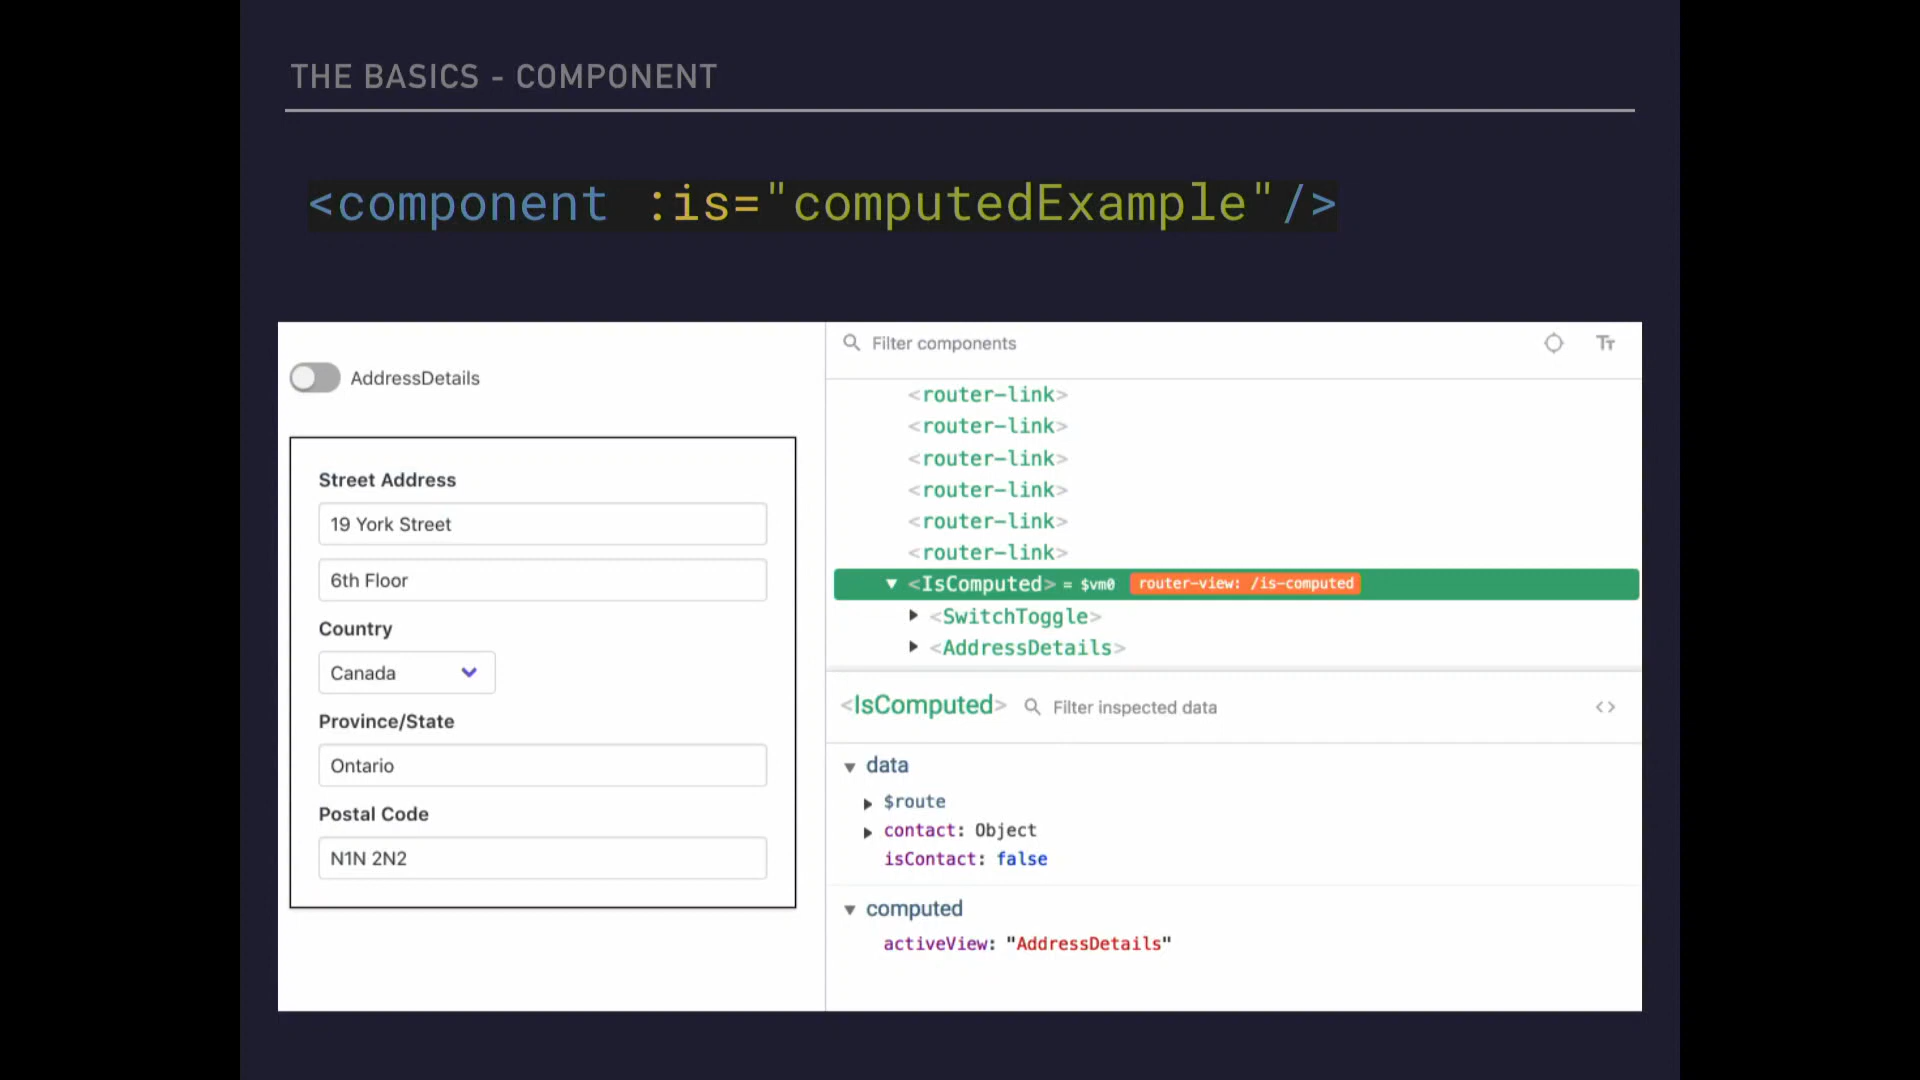 THE BASICS - COMPONENT
<component :is="computedExample"/>
AddressDetails
Street Address
19 York Street
6th Floor
Country
Canada
Province/State
Ontario
Postal Code
N1N 2N2
Filter components
<router-link>
<router-link>
<router-link>
<router-link>
<router-link>
<router-link>
<IsComputed> = $vm0 router-view: /is-computed
<SwitchToggle>
<AddressDetails>
<IsComputed> Filter inspected data
data
$route
contact: Object
isContact: false
computed
activeView: "AddressDetails"